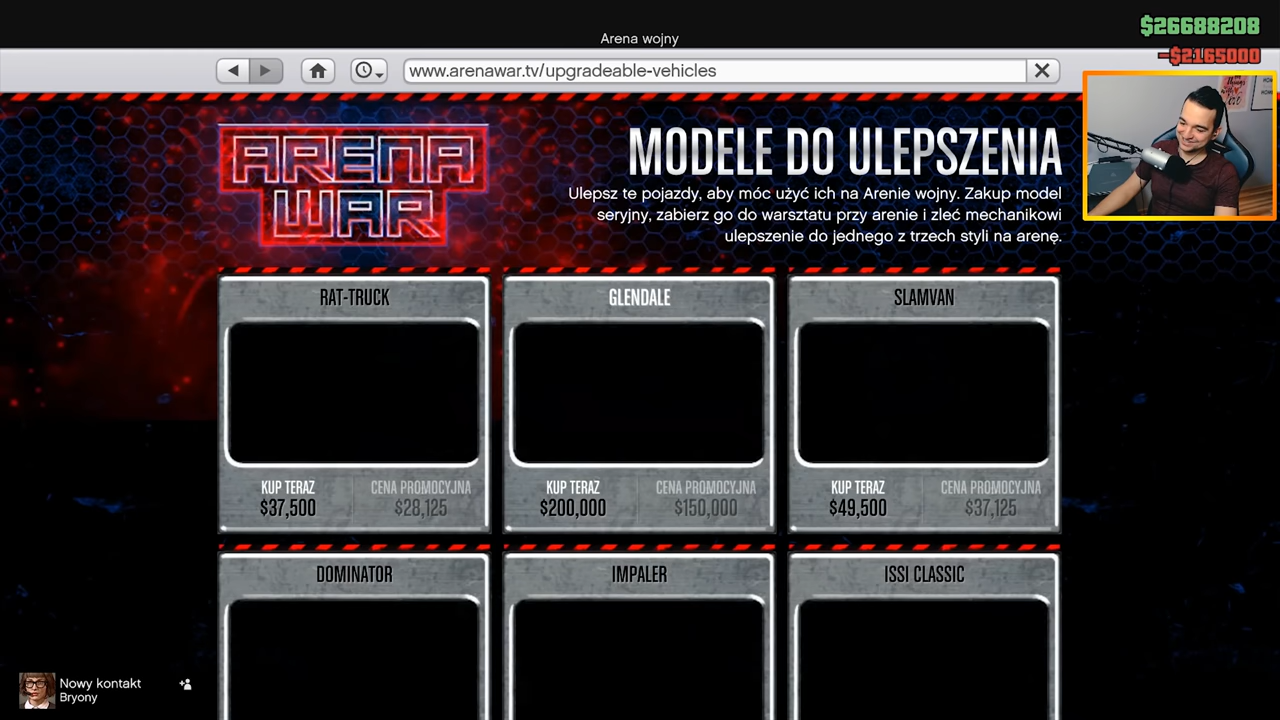 Arena wojny
$26688208
-$2165000
www.arenawar.tv/upgradeable-vehicles
ARENA
WAR
MODELE DO ULEPSZENIA
Ulepsz te pojazdy, aby móc użyć ich na Arenie wojny. Zakup model
seryjny, zabierz go do warsztatu przy arenie i zleć mechanikowi
ulepszenie do jednego z trzech styli na arenę.
RAT-TRUCK
KUP TERAZ CENA PROMOCYJNA
$37,500 $28,125
GLENDALE
KUP TERAZ CENA PROMOCYJNA
$200,000 $150,000
SLAMVAN
KUP TERAZ CENA PROMOCYJNA
$49,500 $37,125
DOMINATOR
IMPALER
ISSI CLASSIC
Nowy kontakt
Bryony